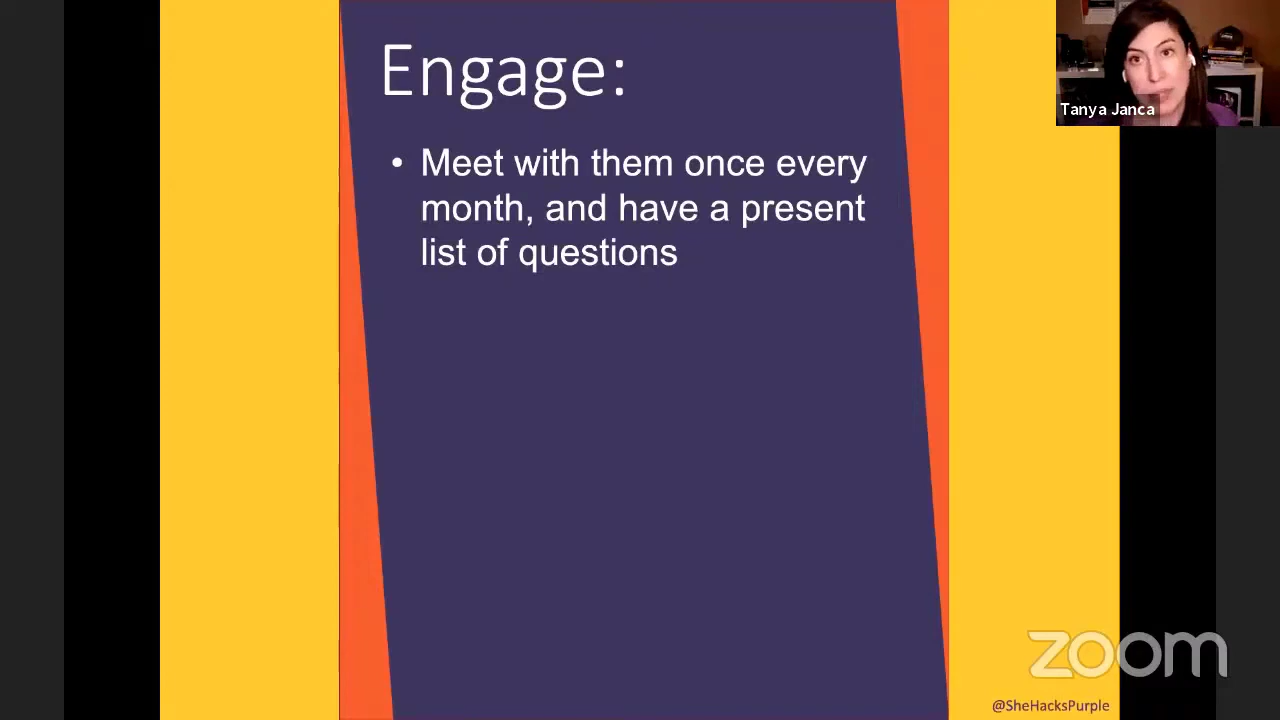 Engage:
• Meet with them once every
month, and have a present
list of questions
Tanya Janca
zoom
@SheHacksPurple